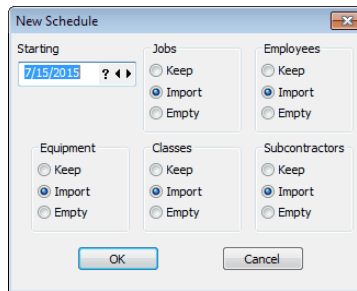 New Schedule
Starting
7/15/2015 ?
Jobs
Keep
Import
Empty
Employees
Keep
Import
Empty
Equipment
Keep
Import
Empty
Classes
Keep
Import
Empty
Subcontractors
Keep
Import
Empty
OK
Cancel